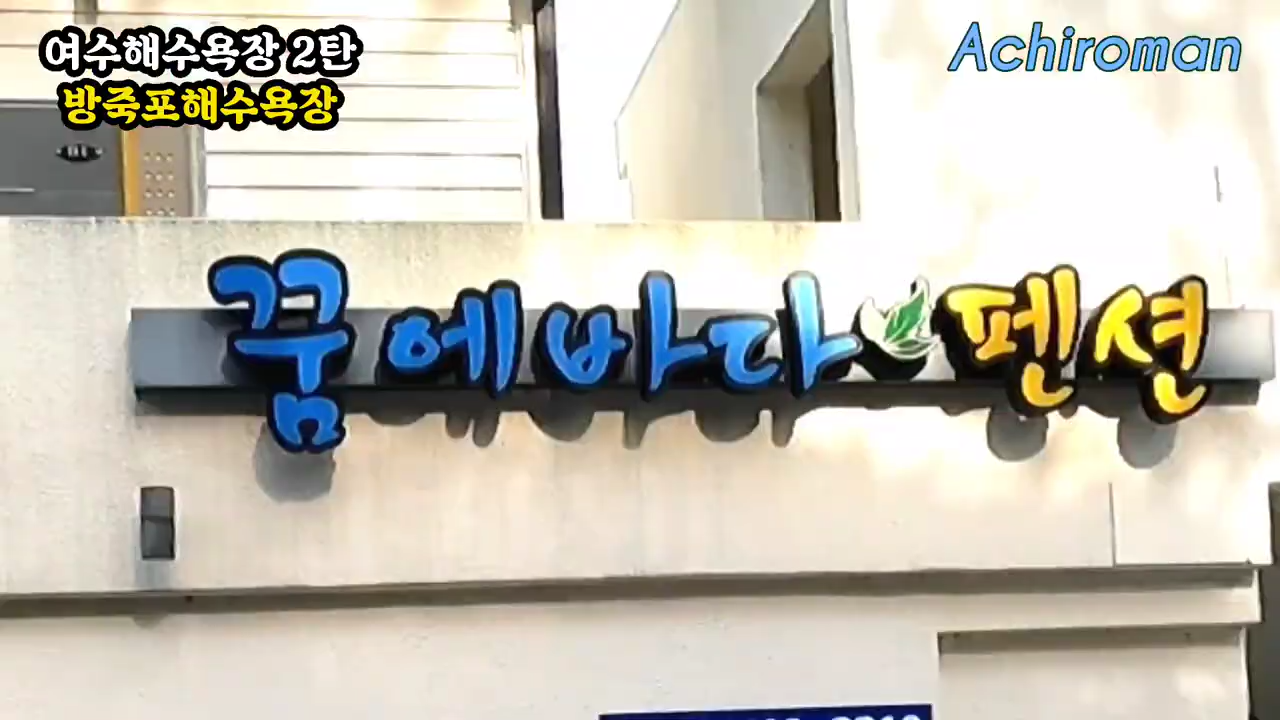 여수해수욕장 2탄
방죽포해수욕장
Achiroman
꿈에바다 펜션